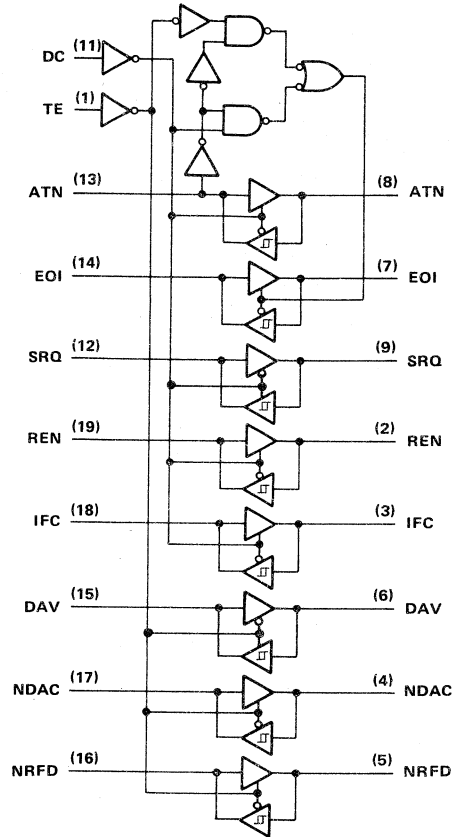 DC (11)
TE (1)
ATN (13) (8) ATN
EOI (14) (7) EOI
SRQ (12) (9) SRQ
REN (19) (2) REN
IFC (18) (3) IFC
DAV (15) (6) DAV
NDAC (17) (4) NDAC
NRFD (16) (5) NRFD